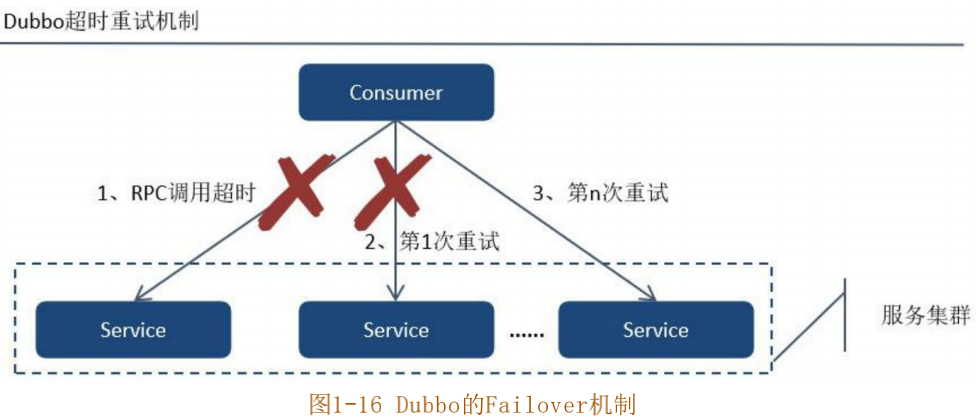 Dubbo超时重试机制
Consumer
1、RPC调用超时
3、第n次重试
2、第1次重试
Service
Service
......
Service
服务集群
图1-16 Dubbo的Failover机制